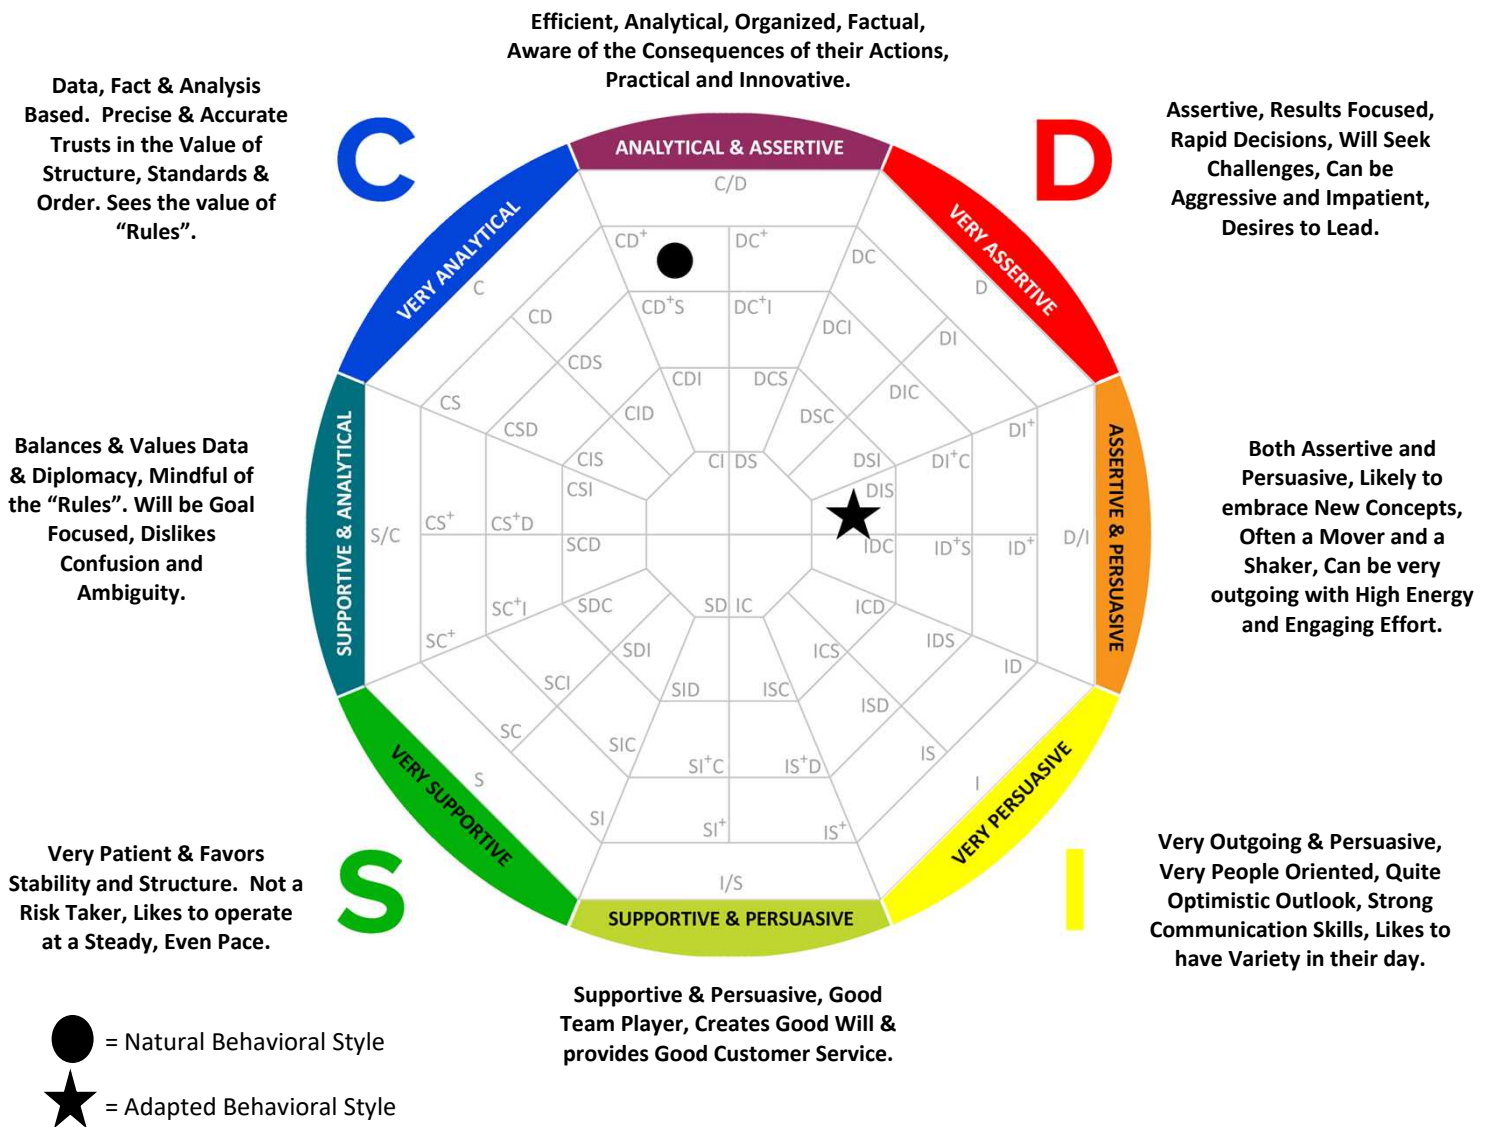 Efficient, Analytical, Organized, Factual,
Aware of the Consequences of their Actions,
Practical and Innovative.
Data, Fact & Analysis
Based.  Precise & Accurate
Trusts in the Value of
Structure, Standards &
Order. Sees the value of
“Rules”.
C
D
Assertive, Results Focused,
Rapid Decisions, Will Seek
Challenges, Can be
Aggressive and Impatient,
Desires to Lead.
ANALYTICAL & ASSERTIVE
VERY ANALYTICAL
VERY ASSERTIVE
C/D
CD+
DC+
DC
C
D
CD
CD+S
DC+I
DCI
DI
CDS
CDI
DCS
DIC
CS
CID
DSC
DI+
CSD
CIS
CI
DS
DSI
DI+C
CSI
DIS
Balances & Values Data
& Diplomacy, Mindful of
the “Rules”. Will be Goal
Focused, Dislikes
Confusion and
Ambiguity.
SUPPORTIVE & ANALYTICAL
ASSERTIVE & PERSUASIVE
Both Assertive and
Persuasive, Likely to
embrace New Concepts,
Often a Mover and a
Shaker, Can be very
outgoing with High Energy
and Engaging Effort.
S/C
CS+
CS+D
D/I
SCD
IDC
ID+S
ID+
SC+I
SDC
SD
IC
ICD
SC+
SDI
ICS
IDS
ID
SCI
SID
ISC
ISD
SC
SIC
SI+C
IS+D
IS
S
I
SI
SI+
IS+
I/S
VERY SUPPORTIVE
VERY PERSUASIVE
SUPPORTIVE & PERSUASIVE
Very Patient & Favors
Stability and Structure.  Not a
Risk Taker, Likes to operate
at a Steady, Even Pace.
S
I
Very Outgoing & Persuasive,
Very People Oriented, Quite
Optimistic Outlook, Strong
Communication Skills, Likes to
have Variety in their day.
Supportive & Persuasive, Good
Team Player, Creates Good Will &
provides Good Customer Service.
= Natural Behavioral Style
= Adapted Behavioral Style